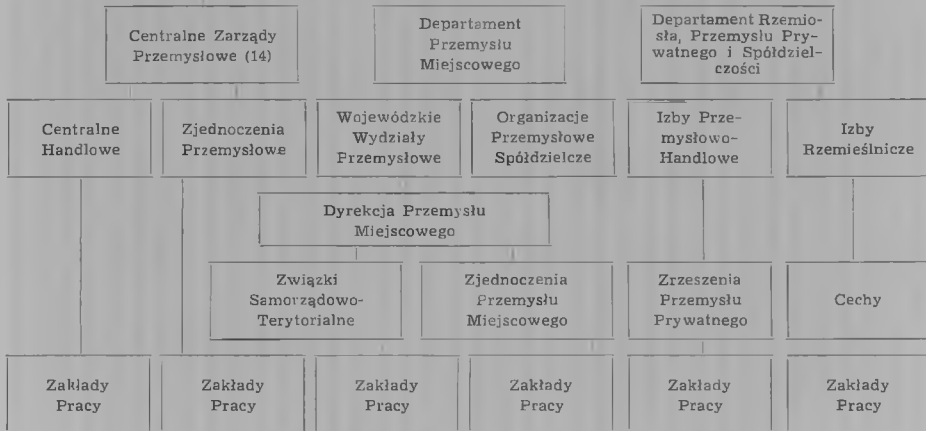 Centralne Zarządy
Przemysłowe (14)
Departament
Przemysłu
Miejscowego
Departament Rzemio-
sła, Przemysłu Pry-
watnego i Spółdziel-
czości
Centralne
Handlowe
Zjednoczenia
Przemysłowe
Wojewódzkie
Wydziały
Przemysłowe
Organizacje
Przemysłowe
Spółdzielcze
Izby Prze-
mysłowo-
Handlowe
Izby
Rzemieślnicze
Dyrekcja Przemysłu
Miejscowego
Związki
Samorządowo-
Terytorialne
Zjednoczenia
Przemysłu
Miejscowego
Zrzeszenia
Przemysłu
Prywatnego
Cechy
Zakłady
Pracy
Zakłady
Pracy
Zakłady
Pracy
Zakłady
Pracy
Zakłady
Pracy
Zakłady
Pracy